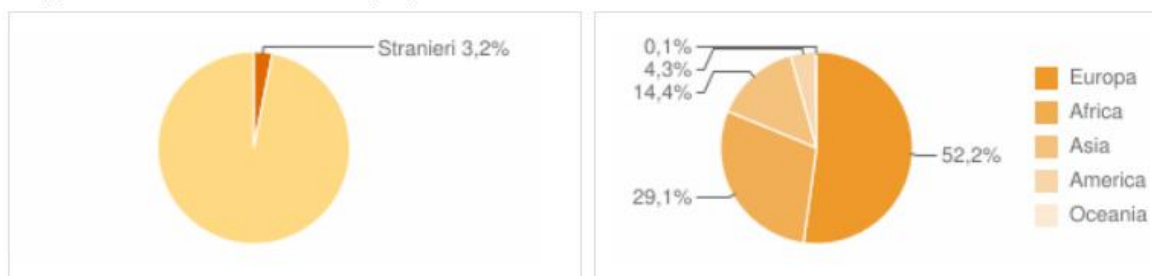 Stranieri 3,2%
0,1%
4,3%
14,4%
29,1%
52,2%
Europa
Africa
Asia
America
Oceania